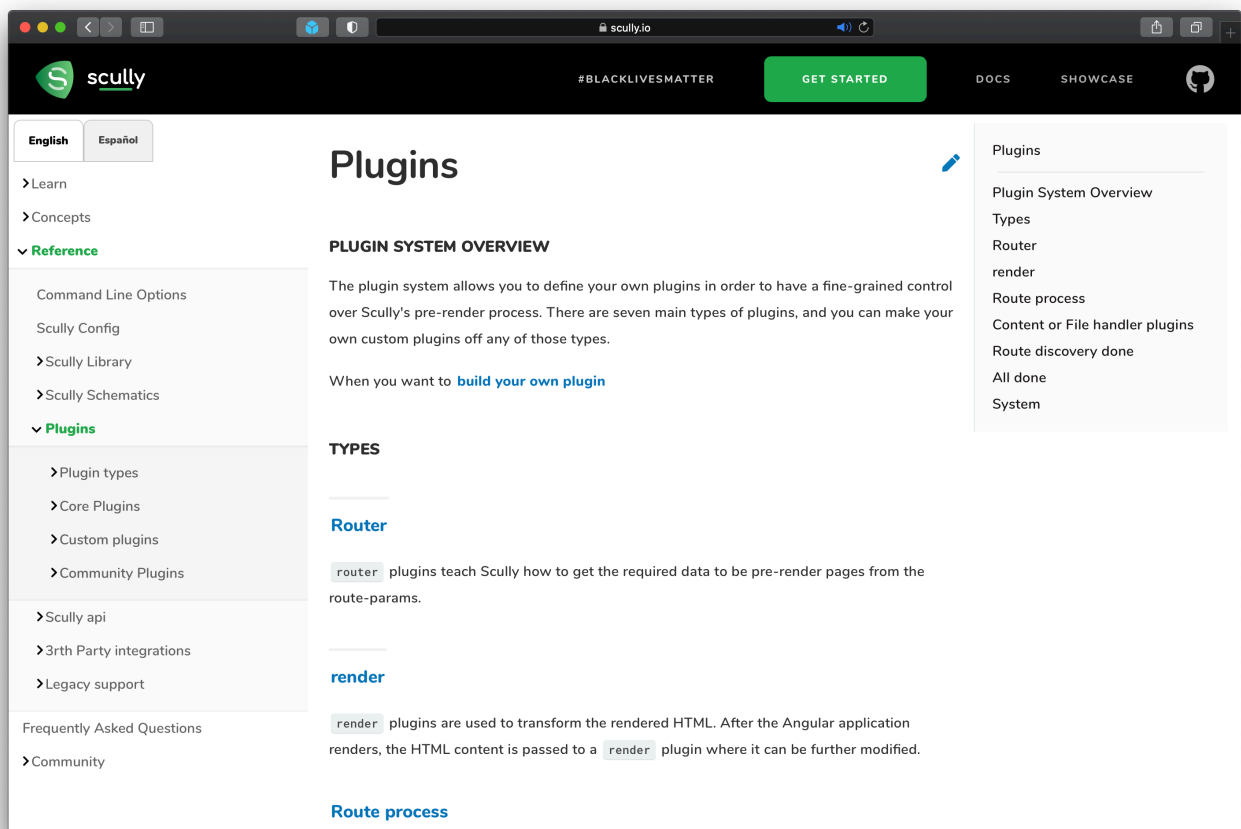 scully.io
scully
#BLACKLIVESMATTER
GET STARTED
DOCS
SHOWCASE
English
Español
Learn
Concepts
Reference
Command Line Options
Scully Config
Scully Library
Scully Schematics
Plugins
Plugin types
Core Plugins
Custom plugins
Community Plugins
Scully api
3rth Party integrations
Legacy support
Frequently Asked Questions
Community
Plugins
PLUGIN SYSTEM OVERVIEW
The plugin system allows you to define your own plugins in order to have a fine-grained control
over Scully's pre-render process. There are seven main types of plugins, and you can make your
own custom plugins off any of those types.
When you want to build your own plugin
TYPES
Router
router plugins teach Scully how to get the required data to be pre-render pages from the
route-params.
render
render plugins are used to transform the rendered HTML. After the Angular application
renders, the HTML content is passed to a render plugin where it can be further modified.
Route process
Plugins
Plugin System Overview
Types
Router
render
Route process
Content or File handler plugins
Route discovery done
All done
System